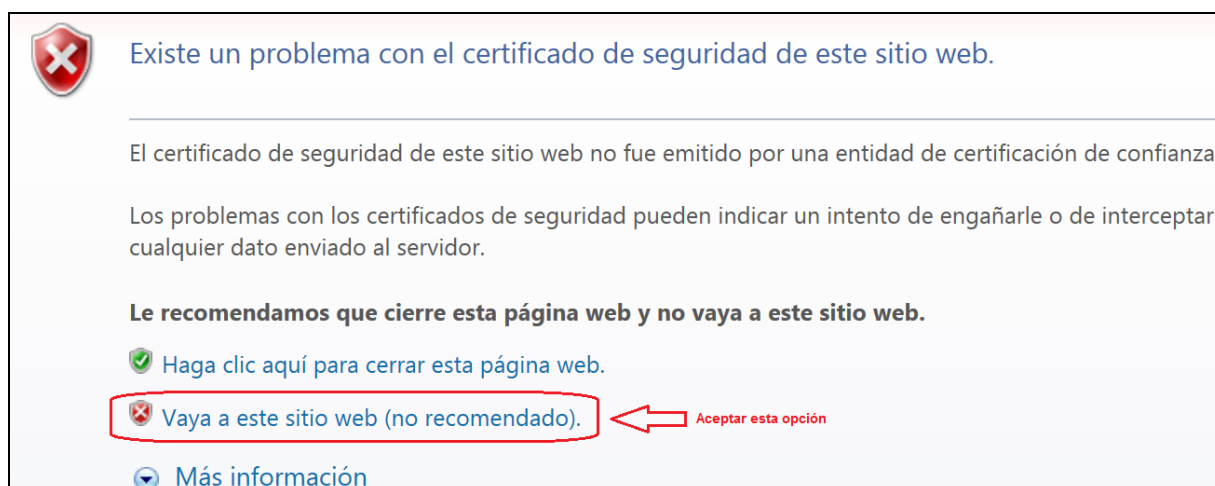 Existe un problema con el certificado de seguridad de este sitio web.
El certificado de seguridad de este sitio web no fue emitido por una entidad de certificación de confianza
Los problemas con los certificados de seguridad pueden indicar un intento de engañarle o de interceptar
cualquier dato enviado al servidor.
Le recomendamos que cierre esta página web y no vaya a este sitio web.
Haga clic aquí para cerrar esta página web.
Vaya a este sitio web (no recomendado). Aceptar esta opción
Más información